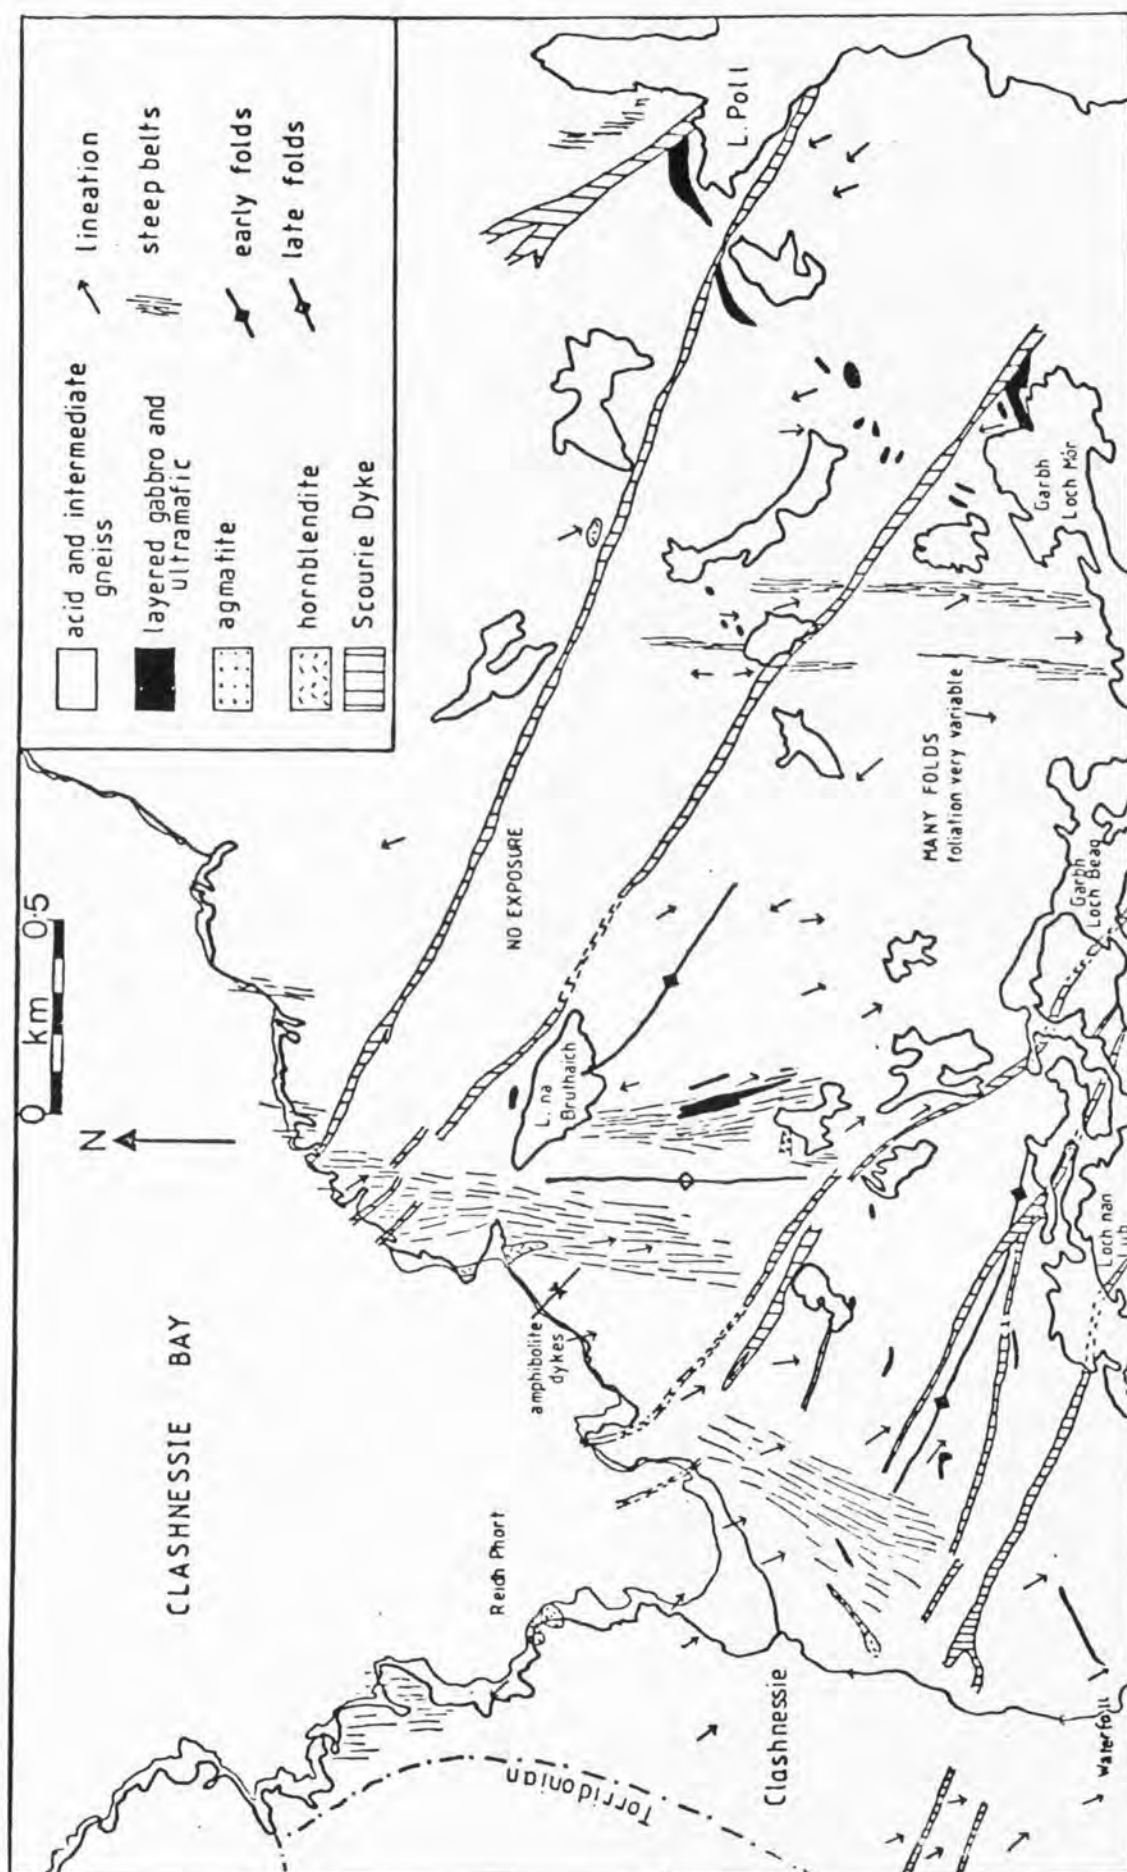 acid and intermediate
gneiss
layered gabbro and
ultramafic
agmatite
hornblendite
Scourie Dyke
lineation
steep belts
early folds
late folds
N
0
km
0.5
CLASHNESSIE BAY
L. Poll
NO EXPOSURE
L. na
Bruthaich
amphibolite
dykes
Reidh Phort
MANY FOLDS
foliation very variable
Garbh
Loch Mór
Garbh
Loch Beag
Loch nan
Lub
Clashnessie
Torridonian
Waterfall